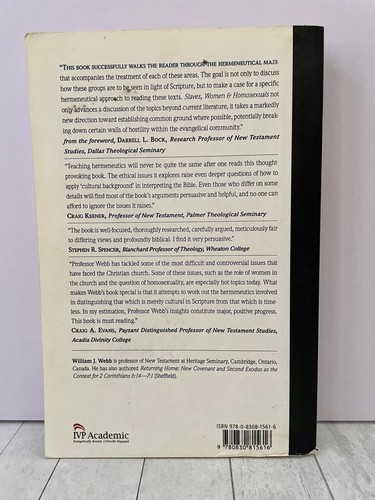 "THIS BOOK SUCCESSFULLY WALKS THE READER THROUGH THE HERMENEUTICAL MAZE
that accompanies the treatment of each of these areas. The goal is not only to discuss
how these groups are to be seen in light of Scripture, but to make a case for a specific
hermeneutical approach to reading these texts. Slaves, Women & Homosexuals not
only advances a discussion of the topics beyond current literature, it takes a markedly
new direction toward establishing common ground where possible, potentially break-
ing down certain walls of hostility within the evangelical community."
from the foreword, DARRELL L. BOCK, Research Professor of New Testament
Studies, Dallas Theological Seminary
"Teaching hermeneutics will never be quite the same after one reads this thought-
provoking book. The ethical issues it explores raise even deeper questions of how to
apply 'cultural background' in interpreting the Bible. Even those who differ on some
details will find most of the book's arguments persuasive and helpful, and no one can
afford to ignore the issues it raises."
CRAIG KEENER, Professor of New Testament, Palmer Theological Seminary
"The book is well-focused, thoroughly researched, carefully argued, meticulously fair
to differing views and profoundly biblical. I find it very persuasive."
STEPHEN R. SPENCER, Blanchard Professor of Theology, Wheaton College
"Professor Webb has tackled some of the most difficult and controversial issues that
have faced the Christian church. Some of these issues, such as the role of women in
the church and the question of homosexuality, are especially hot topics today. What
makes Webb's book special is that it attempts to work out the hermeneutics involved
in distinguishing that which is merely cultural in Scripture from that which is time-
less. In my estimation, Professor Webb's insights constitute major, positive progress.
This book is must reading."
CRAIG A. EVANS, Payzant Distinguished Professor of New Testament Studies,
Acadia Divinity College
William J. Webb is professor of New Testament at Heritage Seminary, Cambridge, Ontario,
Canada. He has also authored Returning Home: New Covenant and Second Exodus as the
Context for 2 Corinthians 6:14—7:1 (Sheffield).
ISBN 978-0-8308-1561-6
9 780830 815616
IVP Academic
Evangelically Rooted. Critically Engaged.